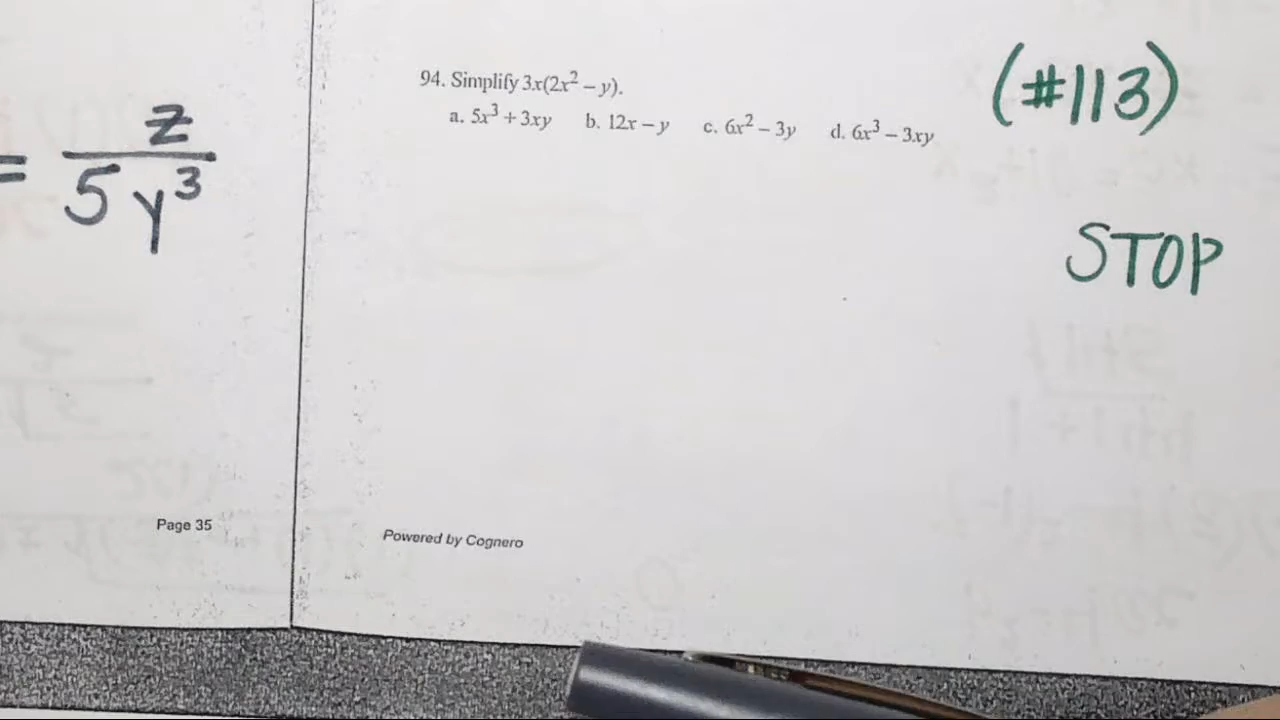 = z / 5y³
Page 35
94. Simplify 3x(2x² – y).
a. 5x³ + 3xy b. 12x – y c. 6x² – 3y d. 6x³ – 3xy
(#113)
STOP
Powered by Cognero